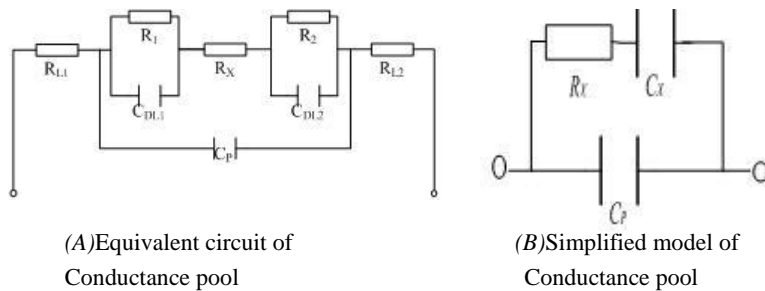 R1
R2
RL1
RX
RL2
CDL1
CDL2
CP
RX
CX
CP
(A)Equivalent circuit of
Conductance pool
(B)Simplified model of
Conductance pool